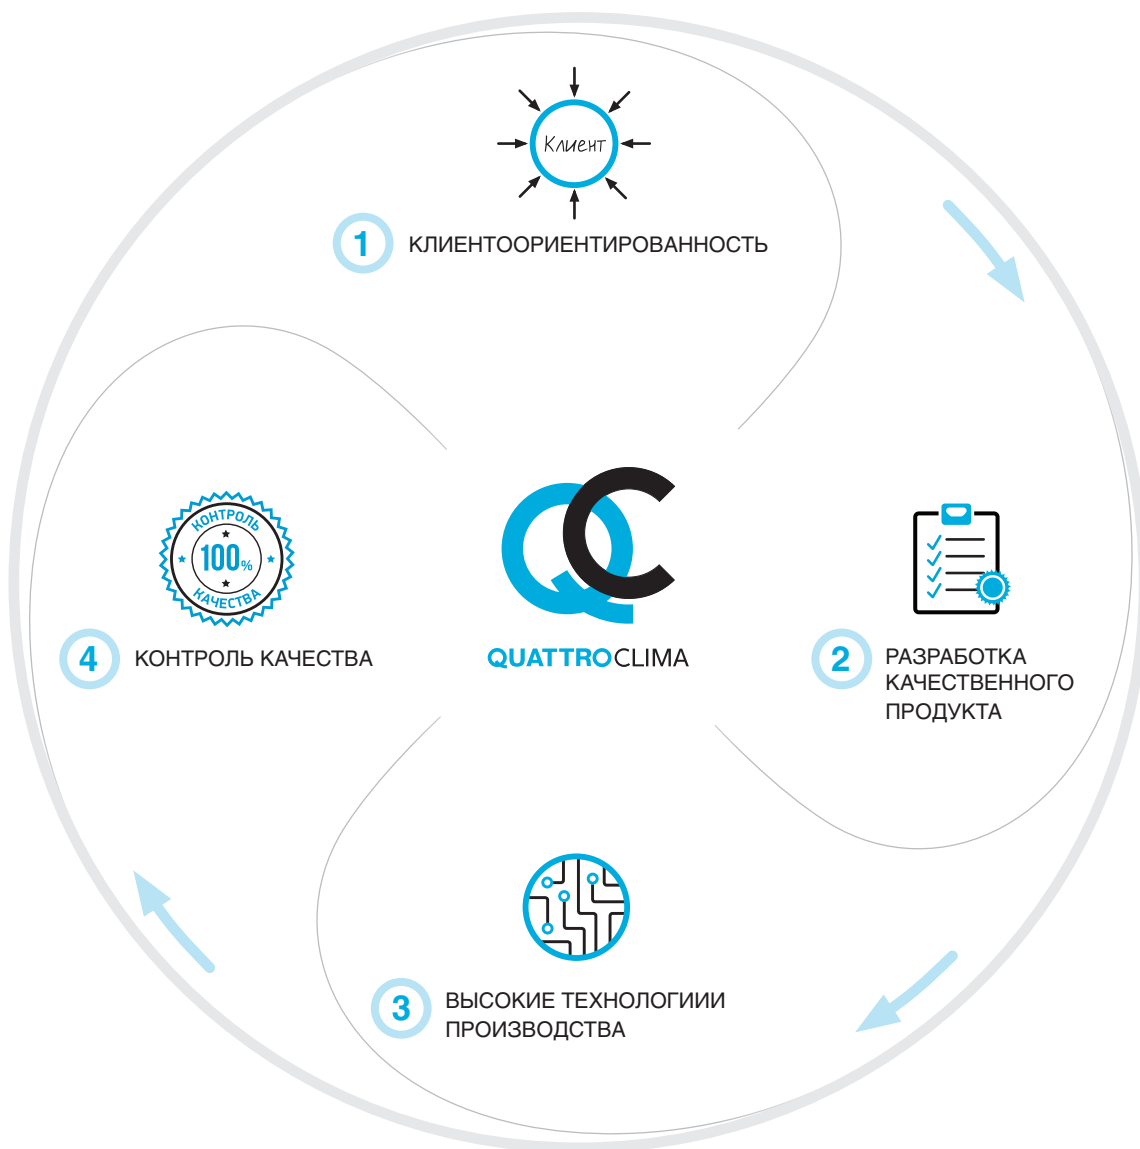 Клиент
1 КЛИЕНТООРИЕНТИРОВАННОСТЬ
КОНТРОЛЬ
100%
КАЧЕСТВА
4 КОНТРОЛЬ КАЧЕСТВА
QC
QUATTROCLIMA
2 РАЗРАБОТКА
КАЧЕСТВЕННОГО
ПРОДУКТА
3 ВЫСОКИЕ ТЕХНОЛОГИИИ
ПРОИЗВОДСТВА